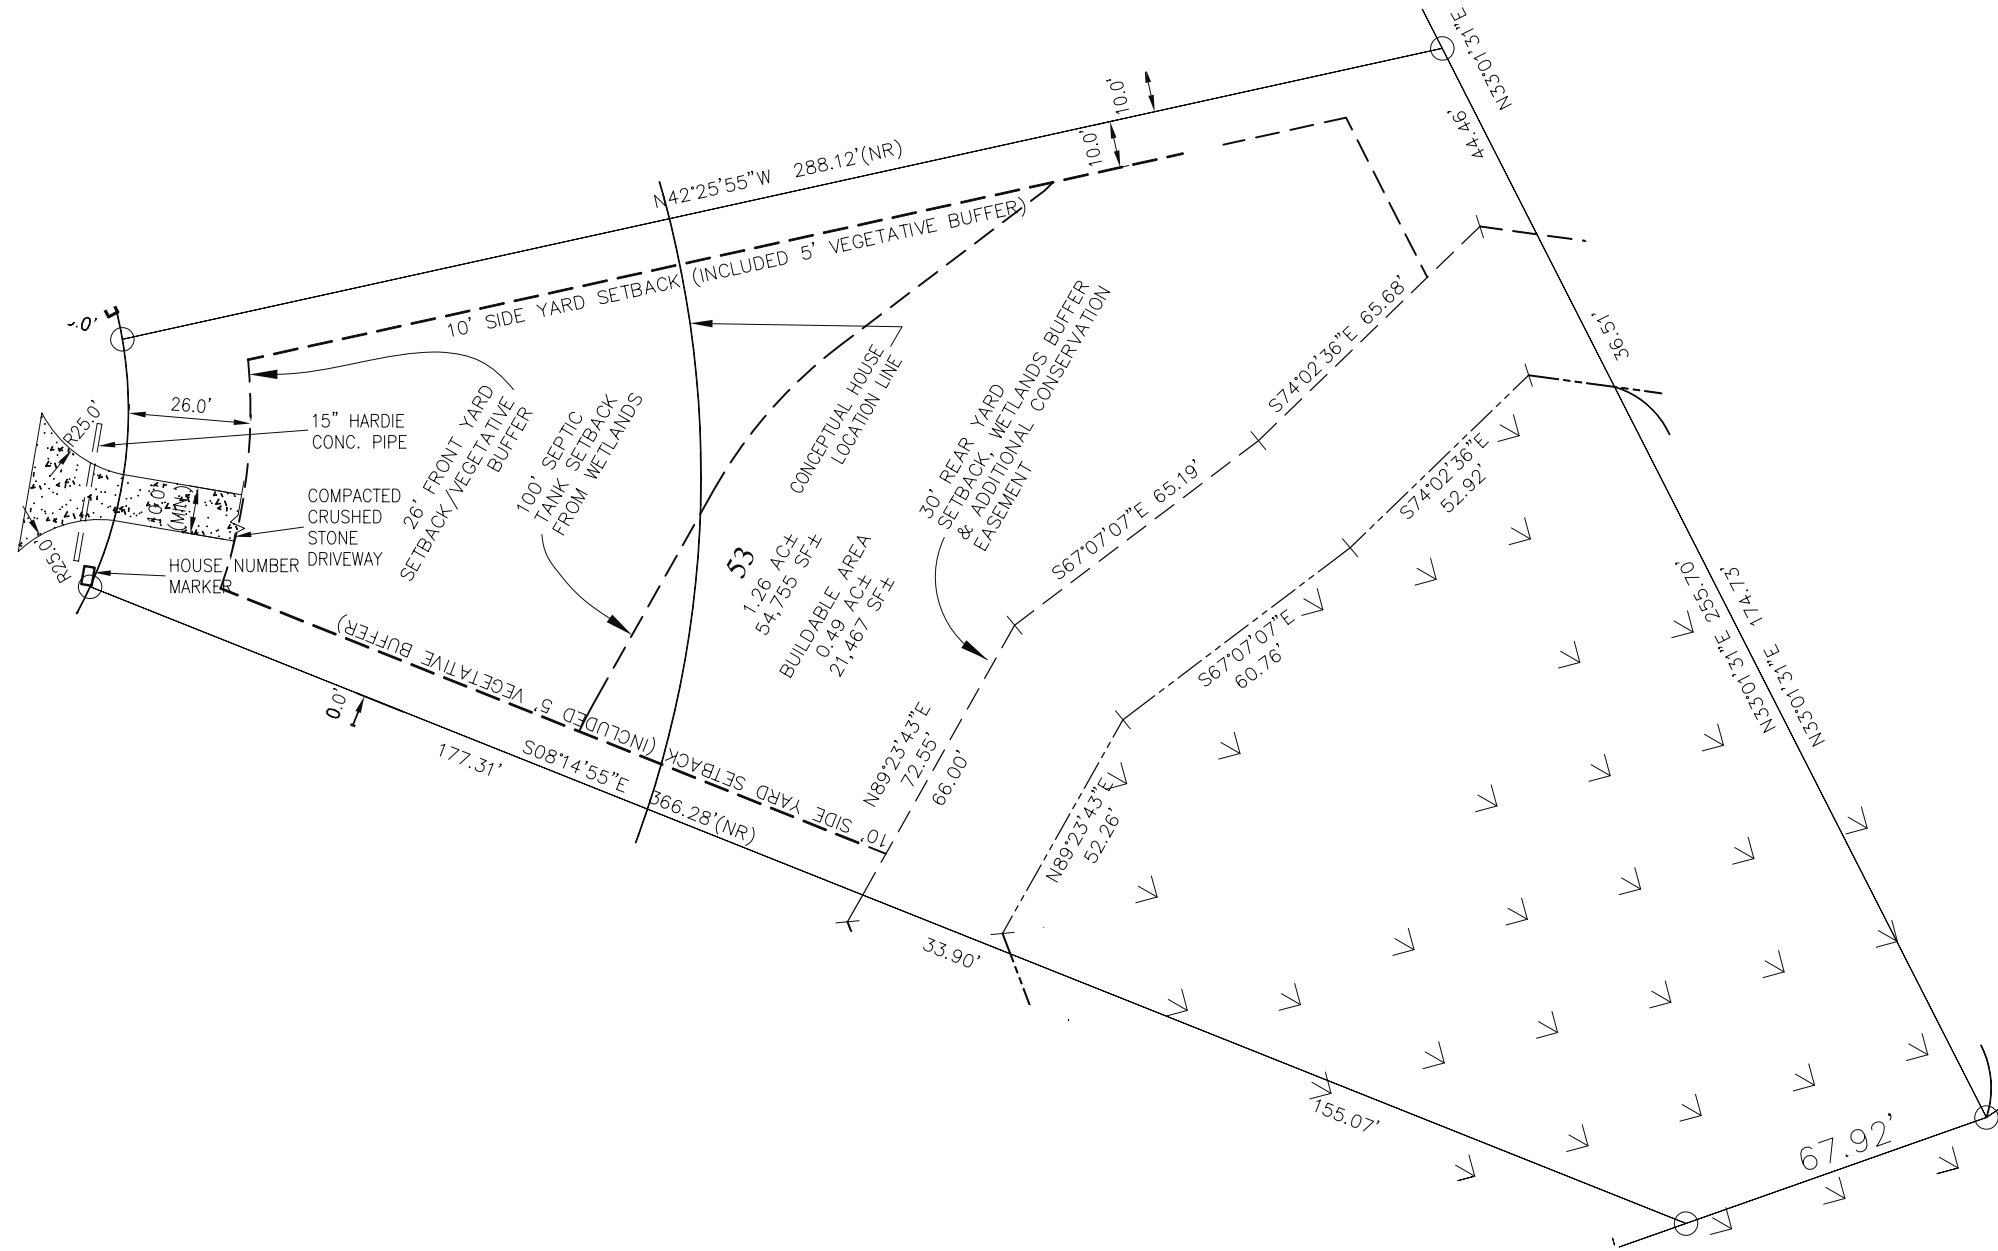 N33°01'31"E
44.46'
10.0'
10.0'
N42°25'55"W 288.12'(NR)
10' SIDE YARD SETBACK (INCLUDED 5' VEGETATIVE BUFFER)
26.0'
R25.0'
15" HARDIE
CONC. PIPE
10.0'
(MIN.)
COMPACTED
CRUSHED
STONE
DRIVEWAY
R25.0'
HOUSE NUMBER
MARKER
26' FRONT YARD
SETBACK/VEGETATIVE
BUFFER
100' SEPTIC
TANK SETBACK
FROM WETLANDS
CONCEPTUAL HOUSE
LOCATION LINE
30' REAR YARD
SETBACK, WETLANDS BUFFER
& ADDITIONAL CONSERVATION
EASEMENT
53
1.26 AC±
54,755 SF±
BUILDABLE AREA
0.49 AC±
21,467 SF±
S74°02'36"E 65.68'
36.51'
S67°07'07"E 65.19'
S74°02'36"E
52.92'
S67°07'07"E
60.76'
N89°23'43"E
72.55'
66.00'
N89°23'43"E
52.26'
N33°01'31"E 255.70'
N33°01'31"E 174.73'
10' SIDE YARD SETBACK (INCLUDED 5' VEGETATIVE BUFFER)
0.0'
177.31'
S08°14'55"E 366.28'(NR)
33.90'
155.07'
67.92'